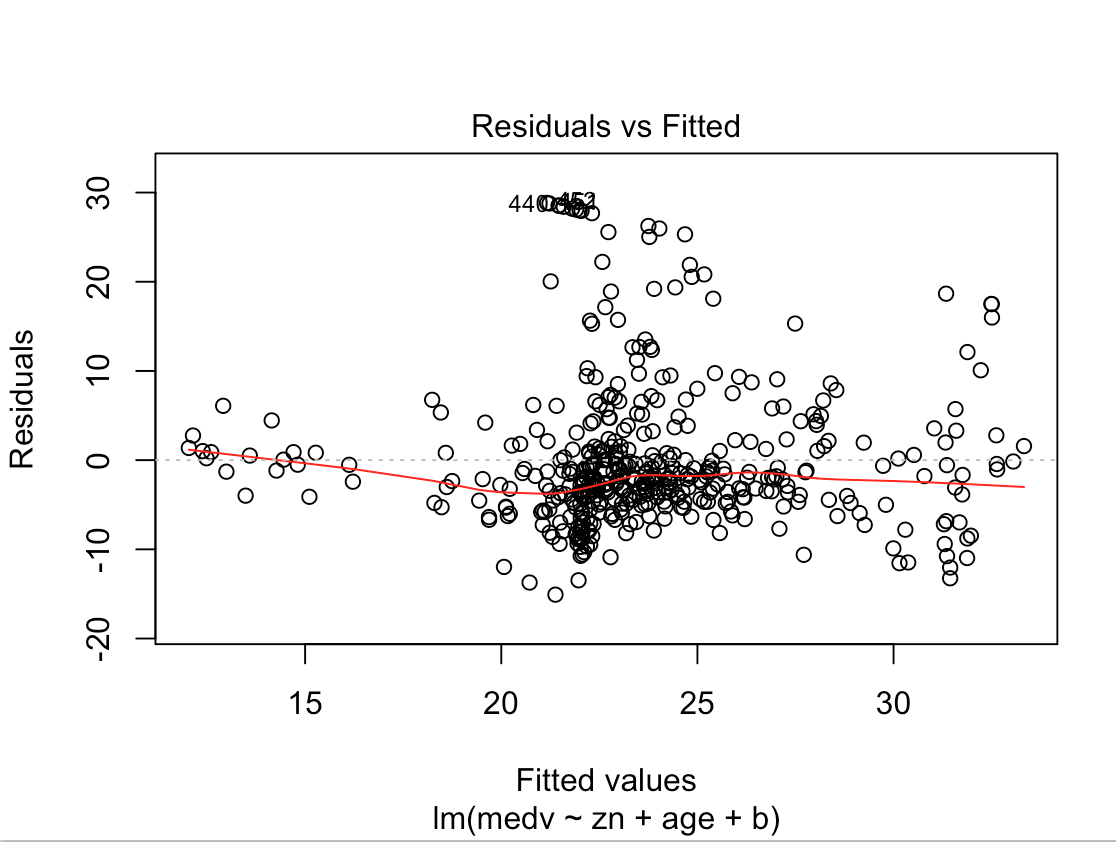 Residuals vs Fitted
30
20
10
0
-10
-20
Residuals
15 20 25 30
Fitted values
lm(medv ~ zn + age + b)